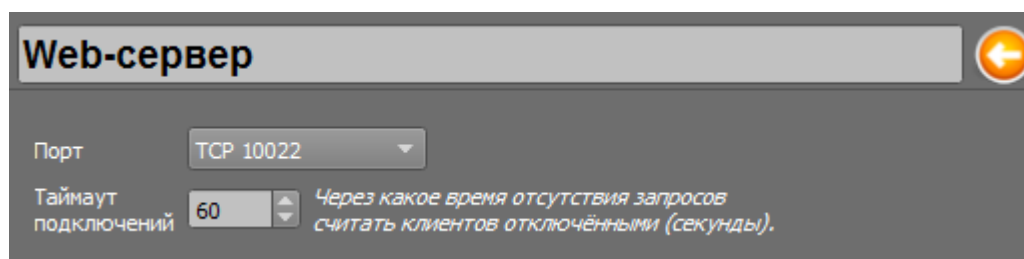 Web-сервер
Порт
TCP 10022
Таймаут
подключений
60
Через какое время отсутствия запросов
считать клиентов отключёнными (секунды).